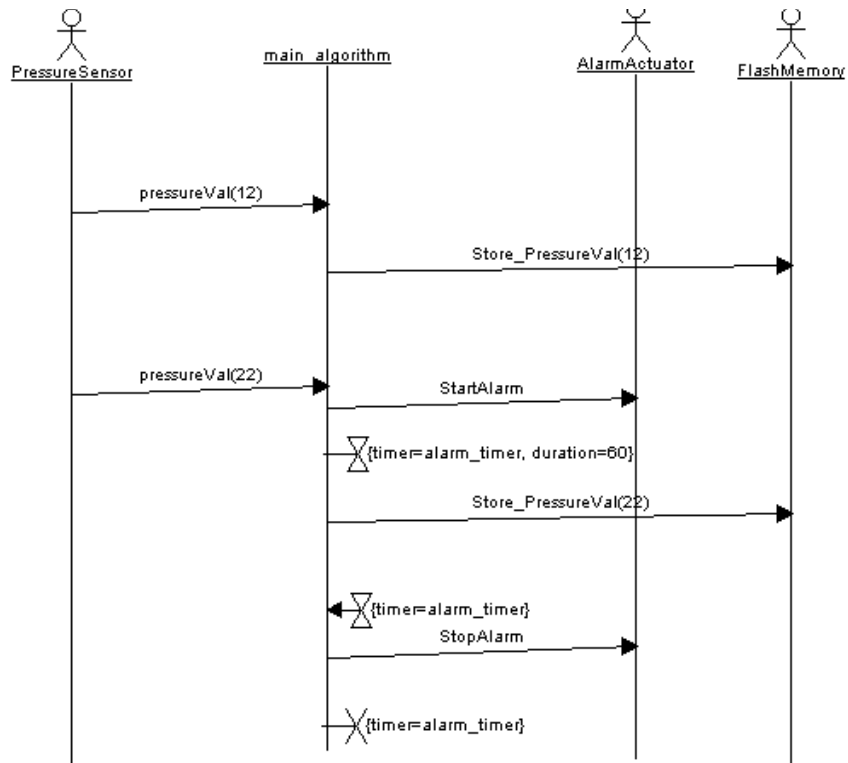 PressureSensor
main_algorithm
AlarmActuator
FlashMemory
pressureVal(12)
Store_PressureVal(12)
pressureVal(22)
StartAlarm
{timer=alarm_timer, duration=60}
Store_PressureVal(22)
{timer=alarm_timer}
StopAlarm
{timer=alarm_timer}